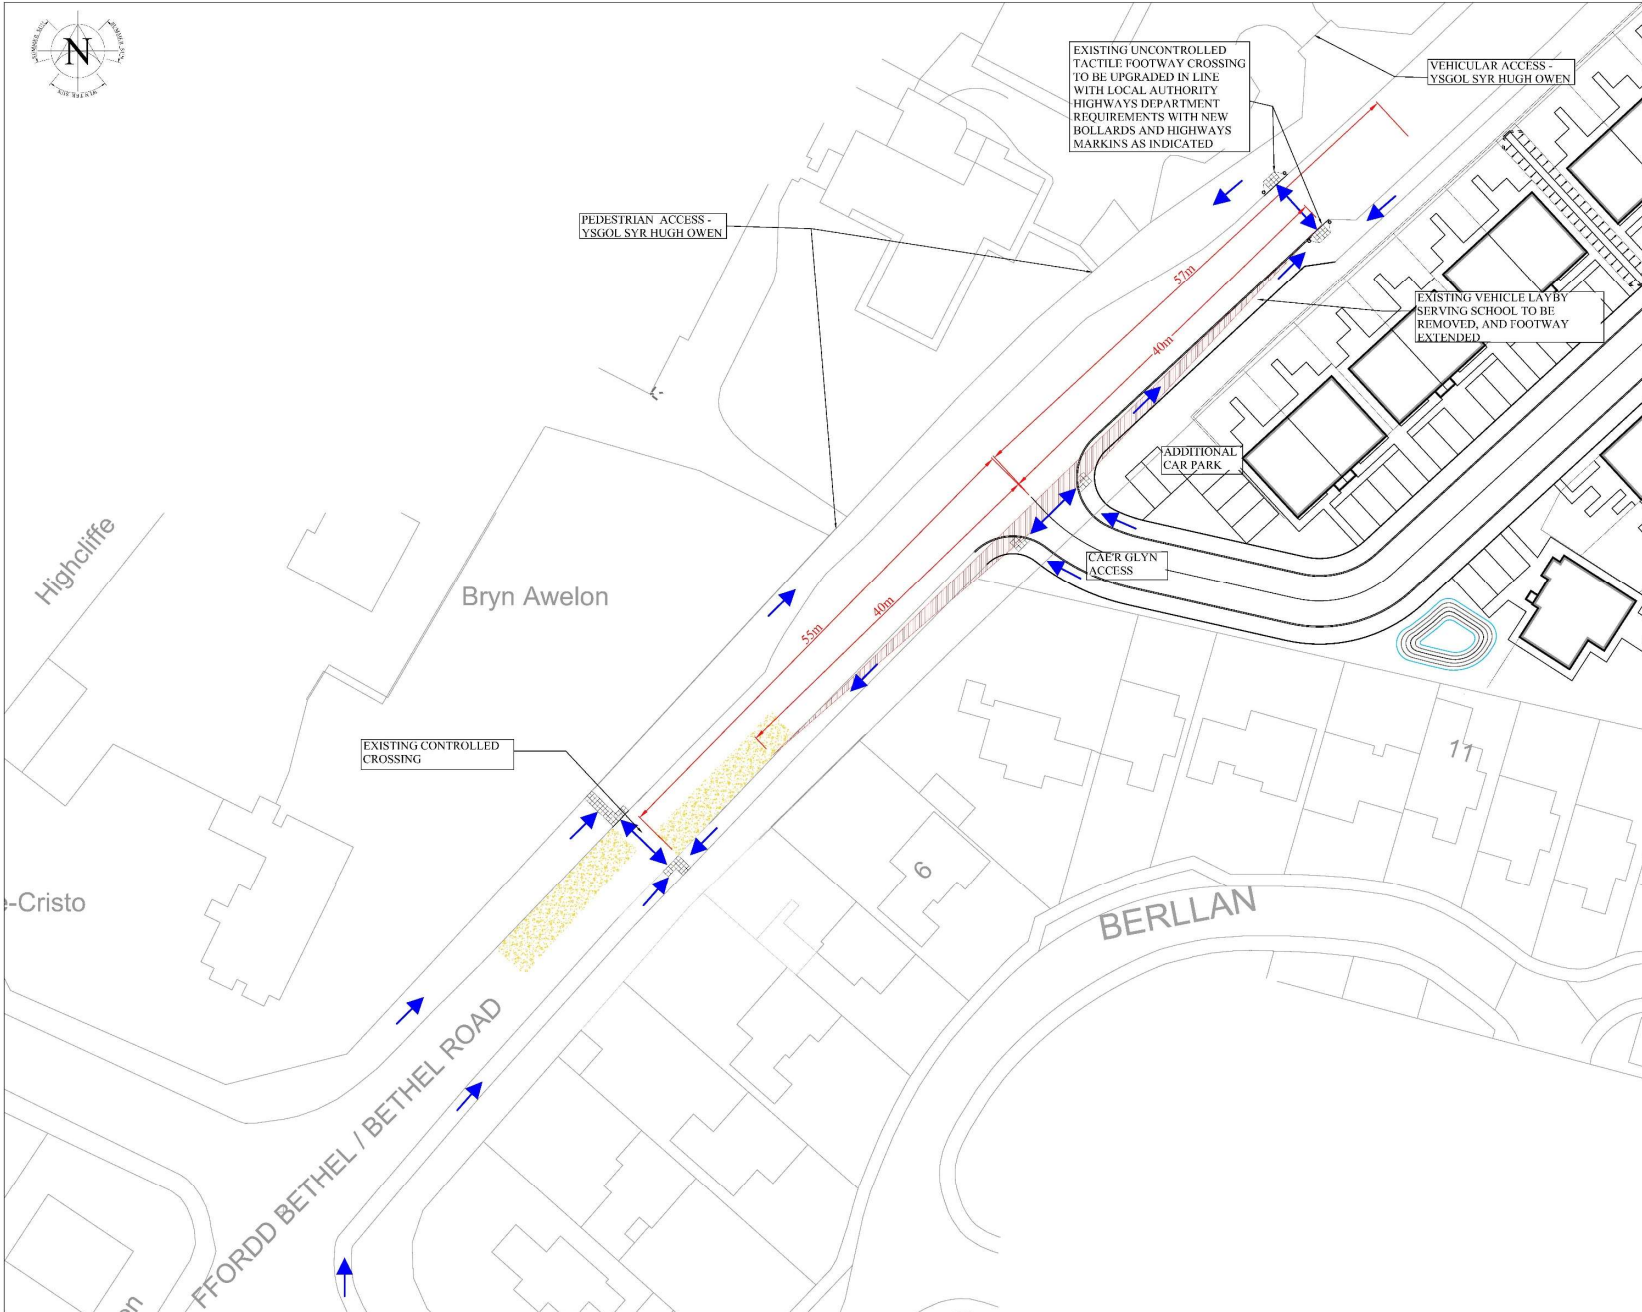 N
EXISTING UNCONTROLLED
TACTILE FOOTWAY CROSSING
TO BE UPGRADED IN LINE
WITH LOCAL AUTHORITY
HIGHWAYS DEPARTMENT
REQUIREMENTS WITH NEW
BOLLARDS AND HIGHWAYS
MARKINS AS INDICATED
VEHICULAR ACCESS -
YSGOL SYR HUGH OWEN
PEDESTRIAN ACCESS -
YSGOL SYR HUGH OWEN
57m
EXISTING VEHICLE LAYBY
SERVING SCHOOL TO BE
REMOVED, AND FOOTWAY
EXTENDED
40m
ADDITIONAL
CAR PARK
Highcliffe
Bryn Awelon
CAE'R GLYN
ACCESS
40m
55m
EXISTING CONTROLLED
CROSSING
11
6
BERLLAN
e-Cristo
FFORDD BETHEL / BETHEL ROAD
on